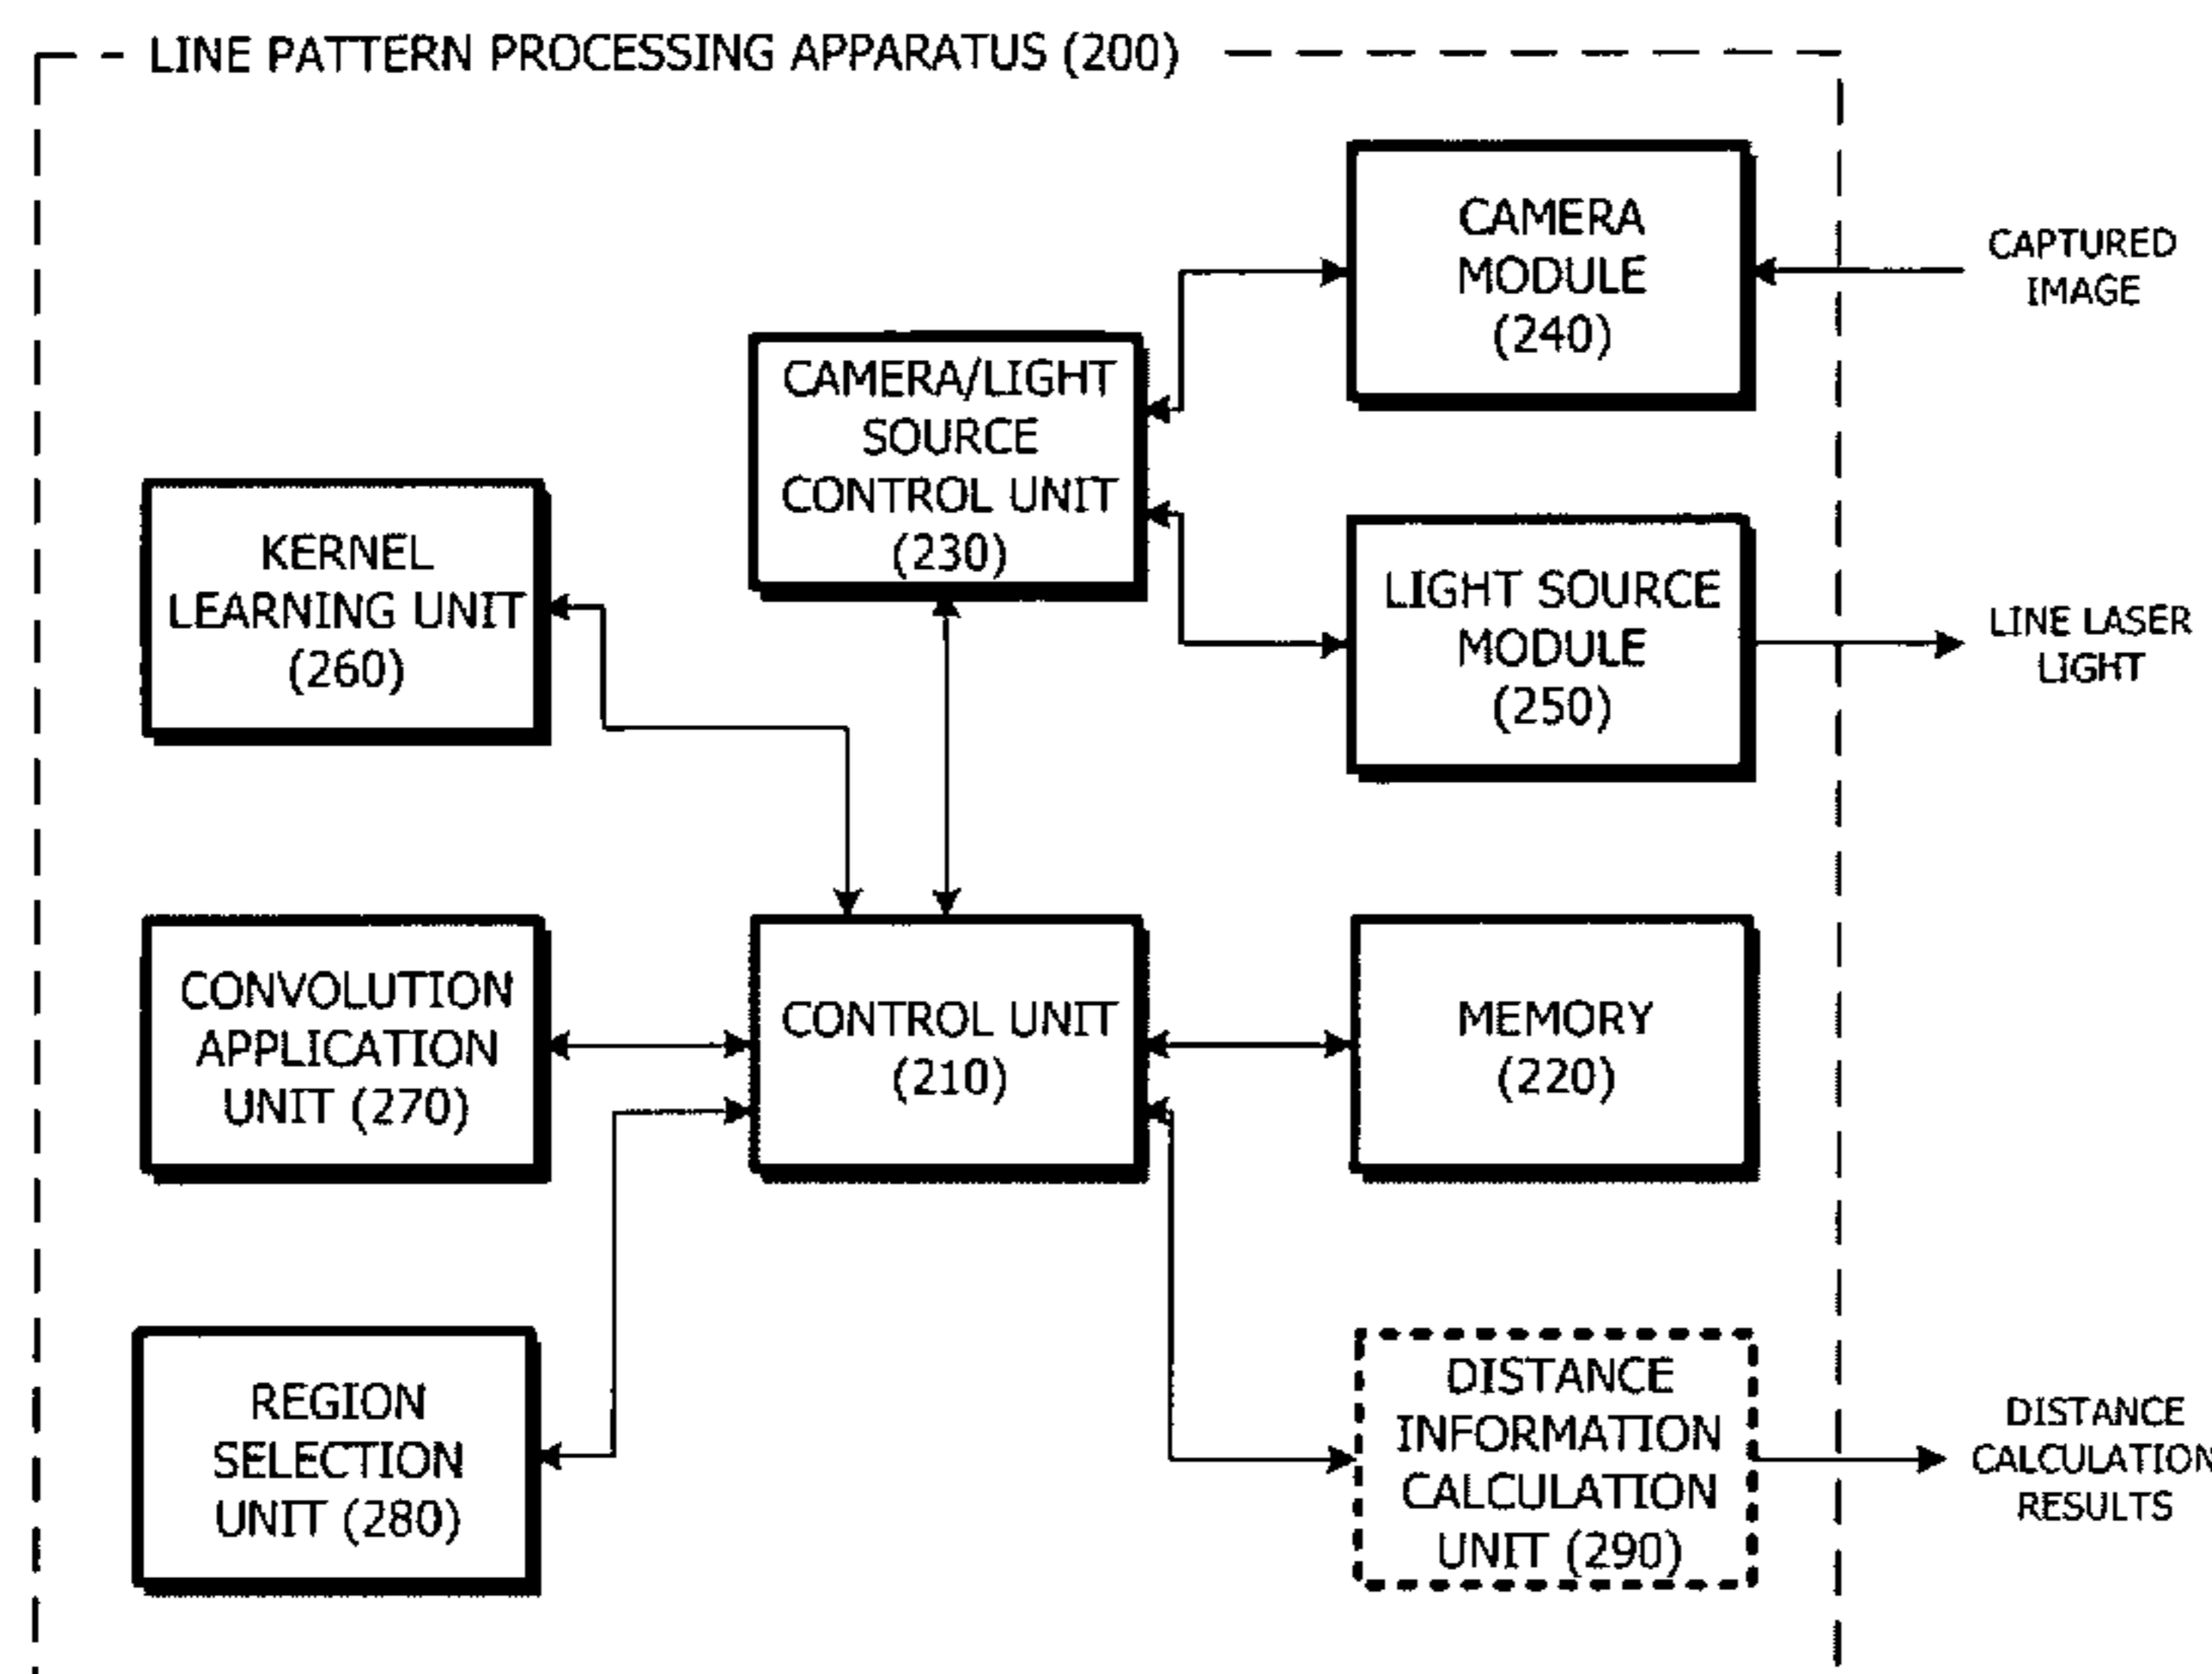 LINE PATTERN PROCESSING APPARATUS (200)
CAMERA
MODULE
(240)
CAPTURED
IMAGE
CAMERA/LIGHT
SOURCE
CONTROL UNIT
(230)
KERNEL
LEARNING UNIT
(260)
LIGHT SOURCE
MODULE
(250)
LINE LASER
LIGHT
CONVOLUTION
APPLICATION
UNIT (270)
CONTROL UNIT
(210)
MEMORY
(220)
REGION
SELECTION
UNIT (280)
DISTANCE
INFORMATION
CALCULATION
UNIT (290)
DISTANCE
CALCULATION
RESULTS